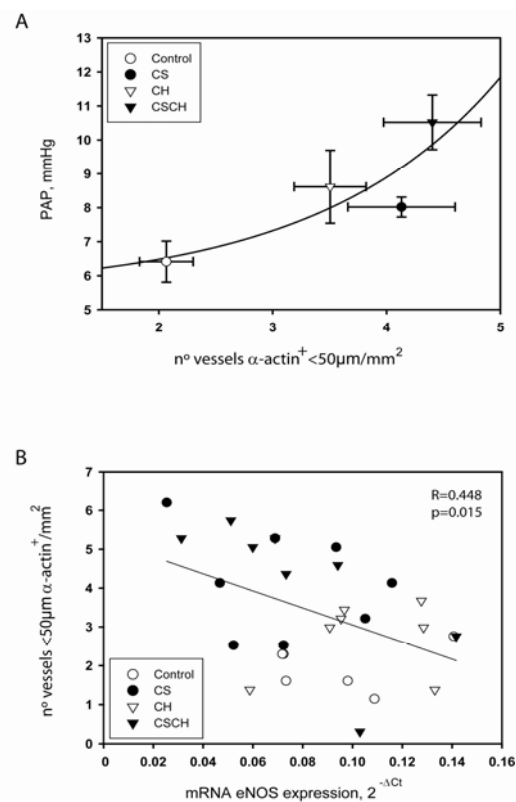 A
Control
CS
CH
CSCH
13
12
11
10
9
8
7
6
5
PAP, mmHg
2
3
4
5
nº vessels α-actin⁺<50µm/mm²
B
R=0.448
p=0.015
7
6
5
4
3
2
1
0
nº vessels <50µm α-actin⁺/mm²
Control
CS
CH
CSCH
0.00
0.02
0.04
0.06
0.08
0.10
0.12
0.14
0.16
mRNA eNOS expression, 2^-ΔCt